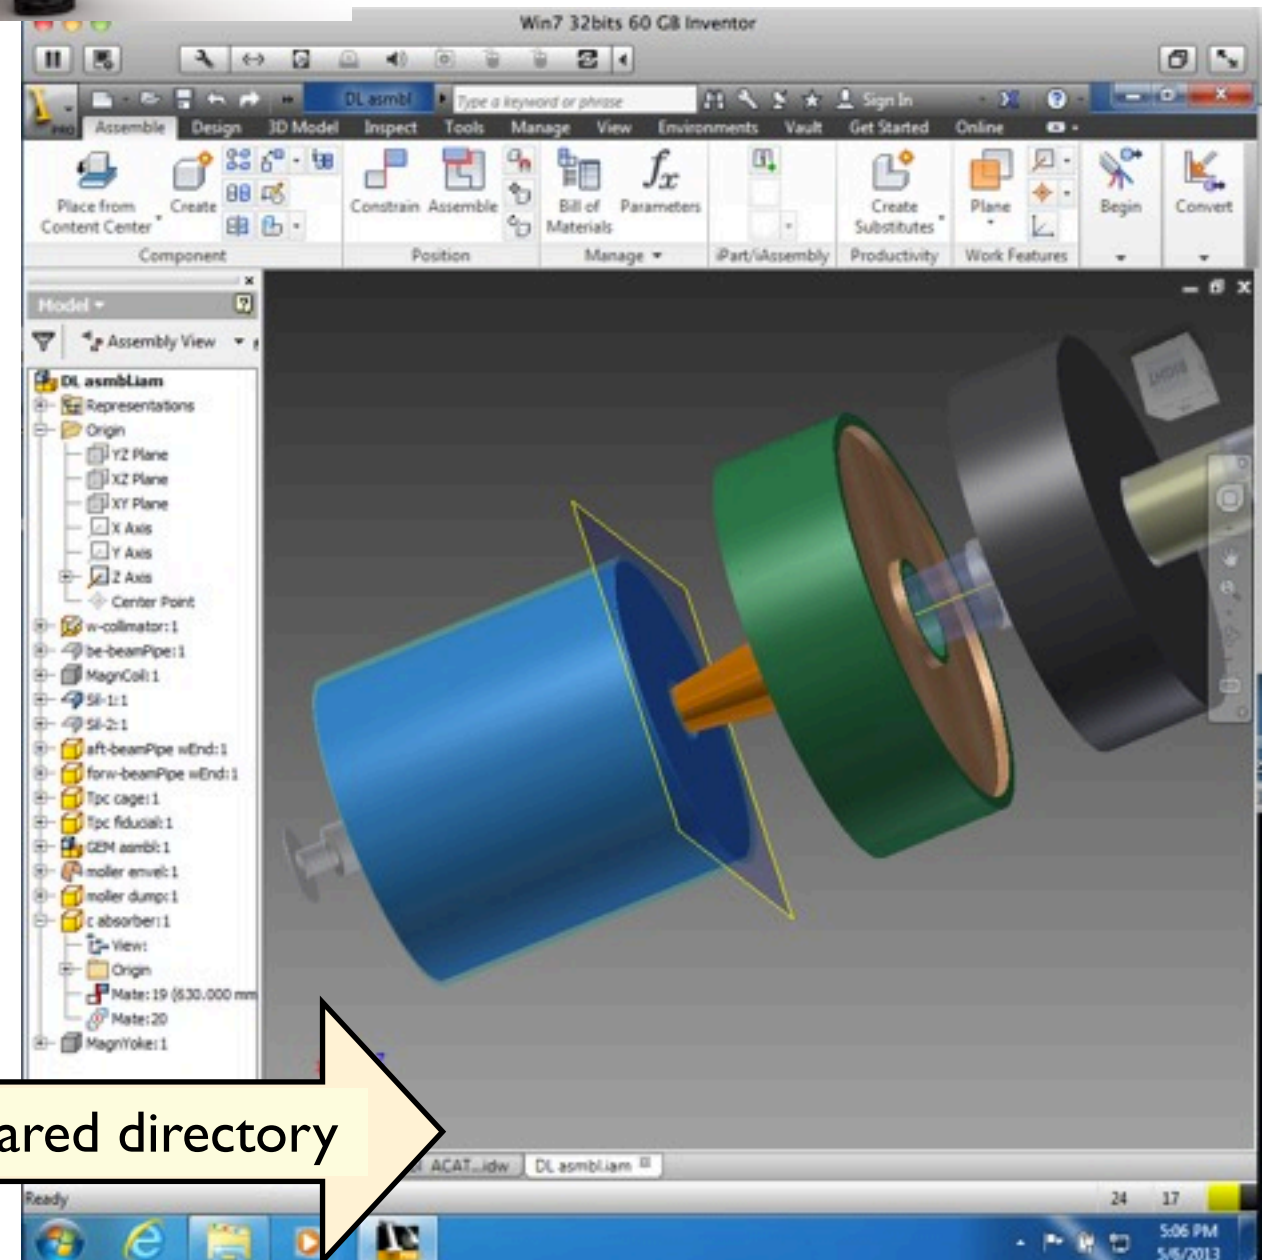 Win7 32bits 60 GB Inventor
DL asmbl
Type a keyword or phrase
Sign In
PRO
Assemble Design 3D Model Inspect Tools Manage View Environments Vault Get Started Online
Place from
Content Center
Create
Constrain Assemble
Bill of
Materials
Parameters
Create
Substitutes
Plane
Begin
Convert
Component Position Manage iPart/iAssembly Productivity Work Features
Model
Assembly View
DL asmbl.iam
Representations
Origin
YZ Plane
XZ Plane
XY Plane
X Axis
Y Axis
Z Axis
Center Point
w-collimator:1
be-beamPipe:1
MagnCoil:1
Sil-1:1
Sil-2:1
aft-beamPipe wEnd:1
forw-beamPipe wEnd:1
Tpc cage:1
Tpc fiducial:1
GEM asmbl:1
moller envel:1
moller dump:1
c absorber:1
View:
Origin
Mate:19 (630.000 mm
Mate:20
MagnYoke:1
RIGHT
ared directory
ACAT...idw
DL asmbl.iam
Ready
24 17
5:06 PM
5/8/2013